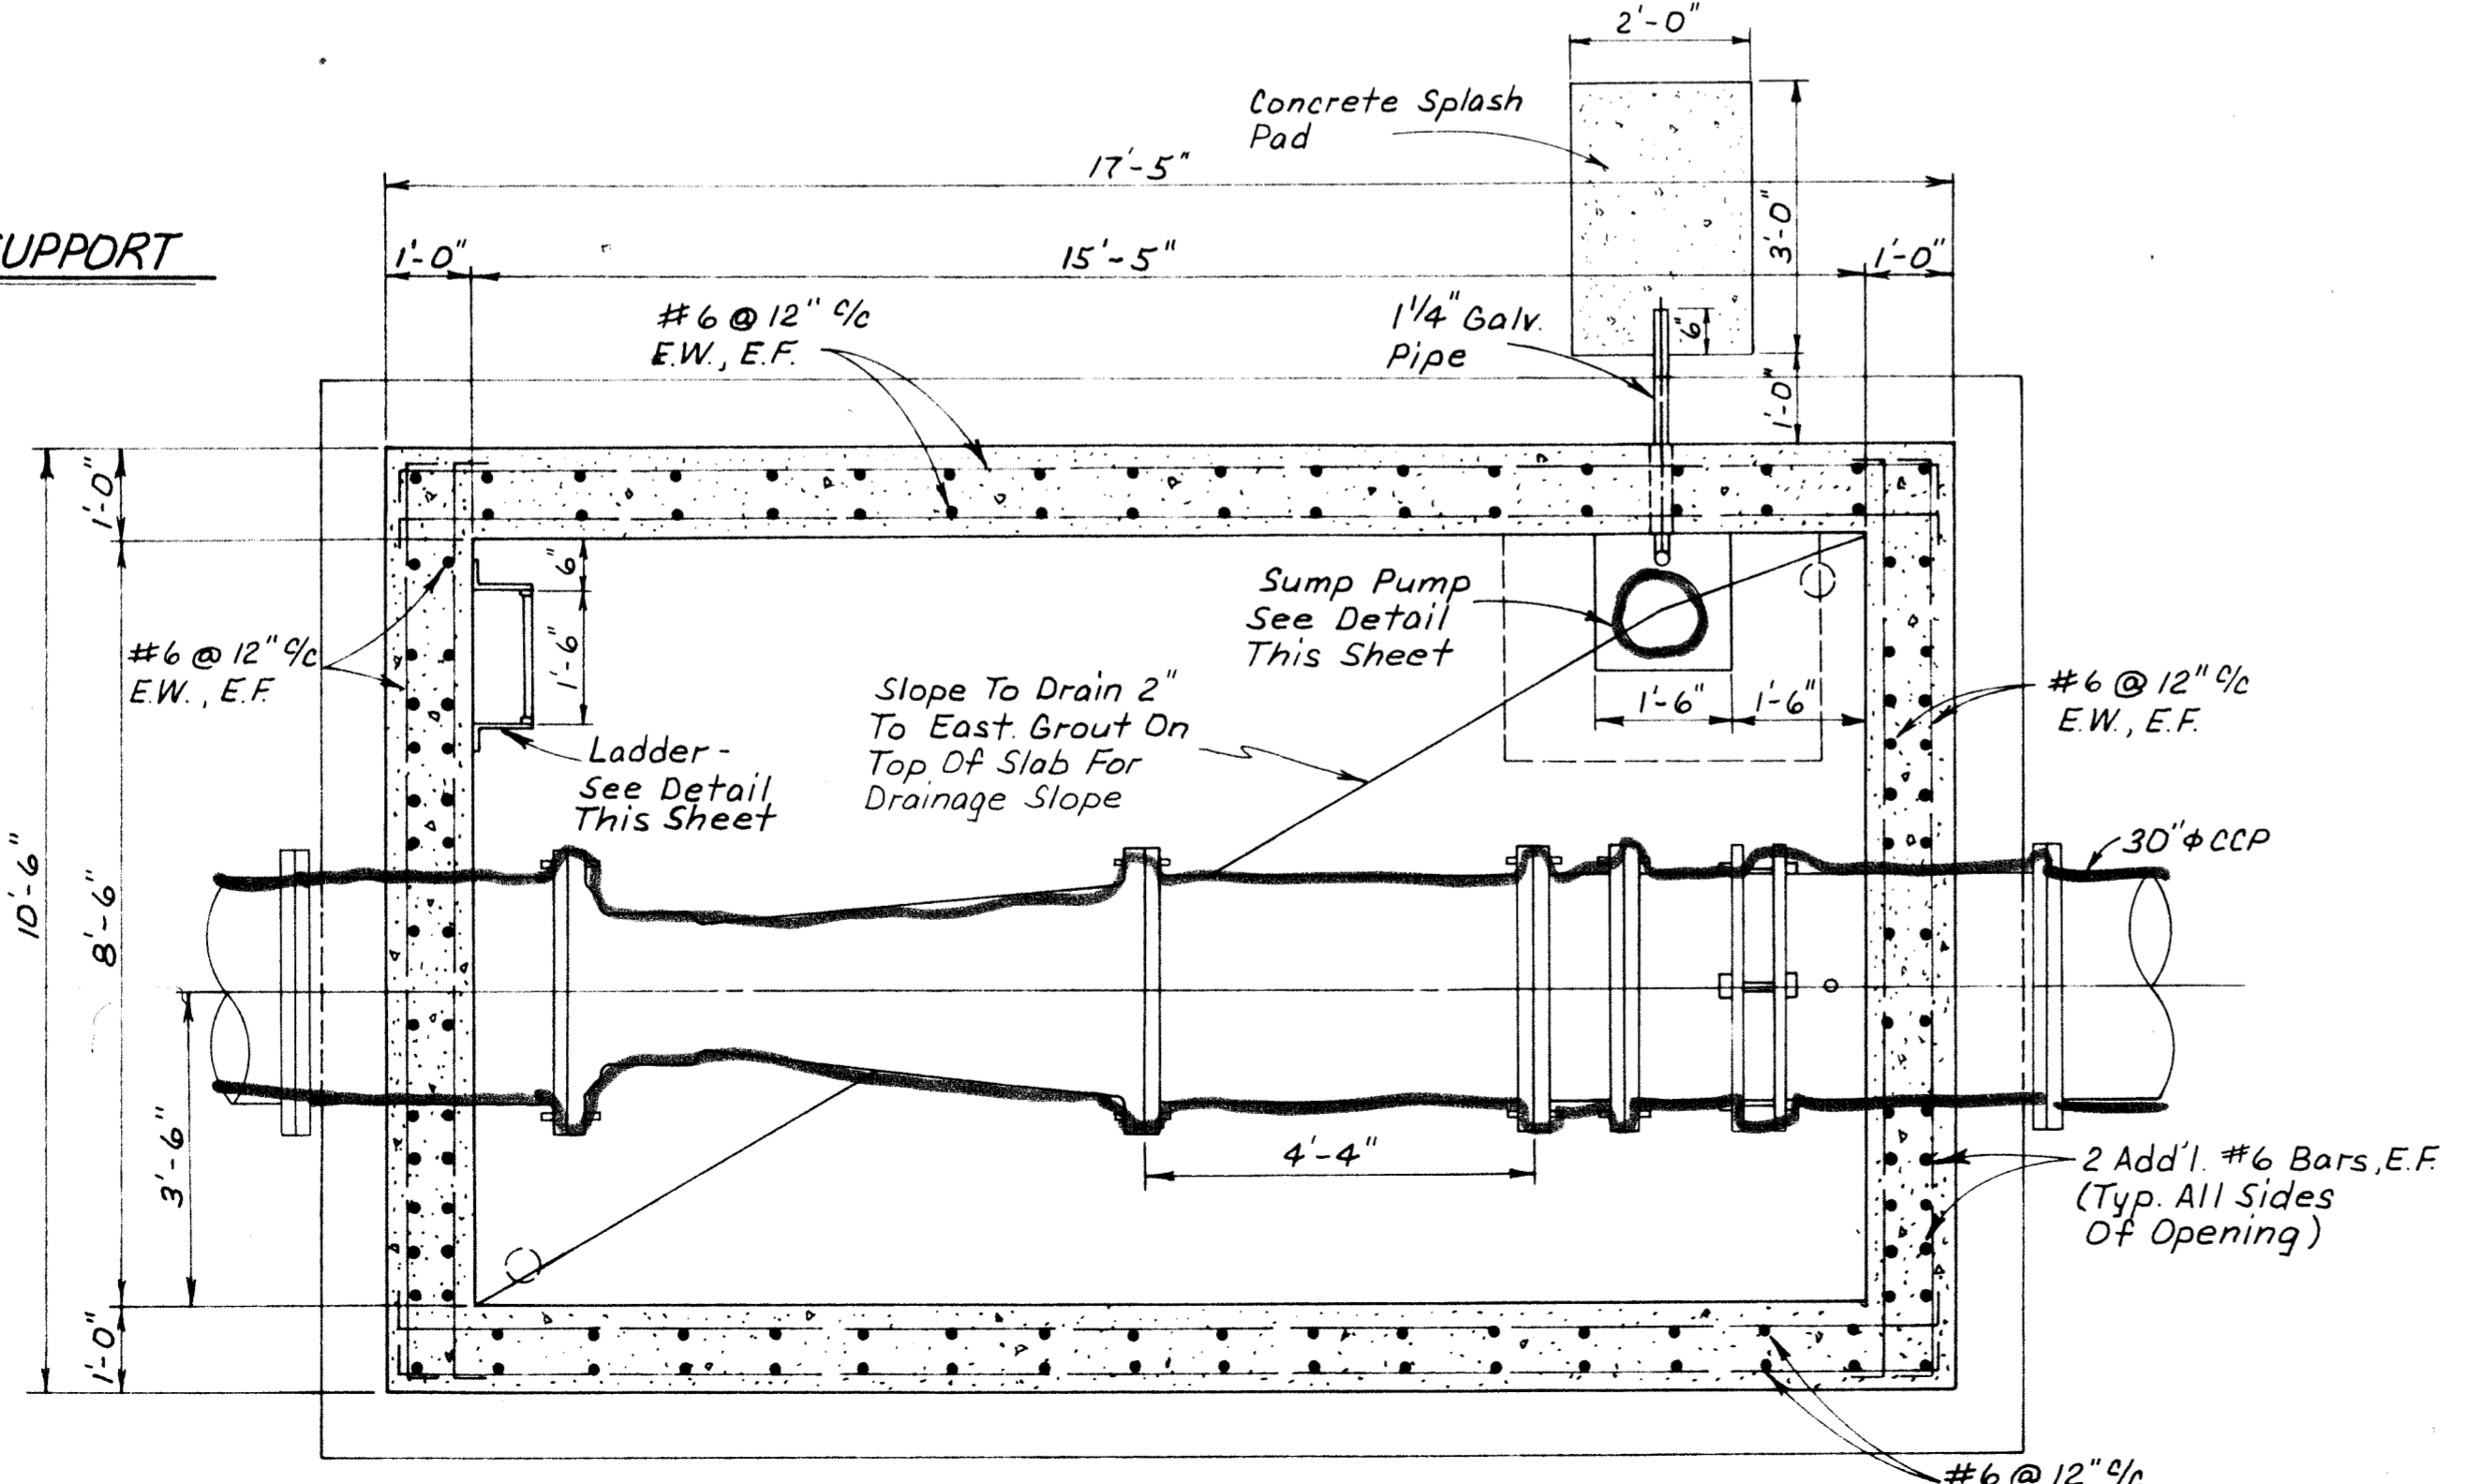 2'-0"
Concrete Splash
Pad
17'-5"
3'-0"
UPPORT
1'-0"
15'-5"
1'-0"
#6 @ 12" c/c
E.W., E.F.
1 1/4" Galv.
Pipe
6"
1'-0"
1'-0"
6"
Sump Pump
See Detail
This Sheet
1'-6"
#6 @ 12" c/c
E.W., E.F.
Slope To Drain 2"
To East. Grout On
Top Of Slab For
Drainage Slope
1'-6"
1'-6"
#6 @ 12" c/c
E.W., E.F.
Ladder -
See Detail
This Sheet
30"ϕ CCP
10'-6"
8'-6"
3'-6"
4'-4"
2 Add'l. #6 Bars, E.F.
(Typ. All Sides
Of Opening)
1'-0"
#6 @ 12" c/c